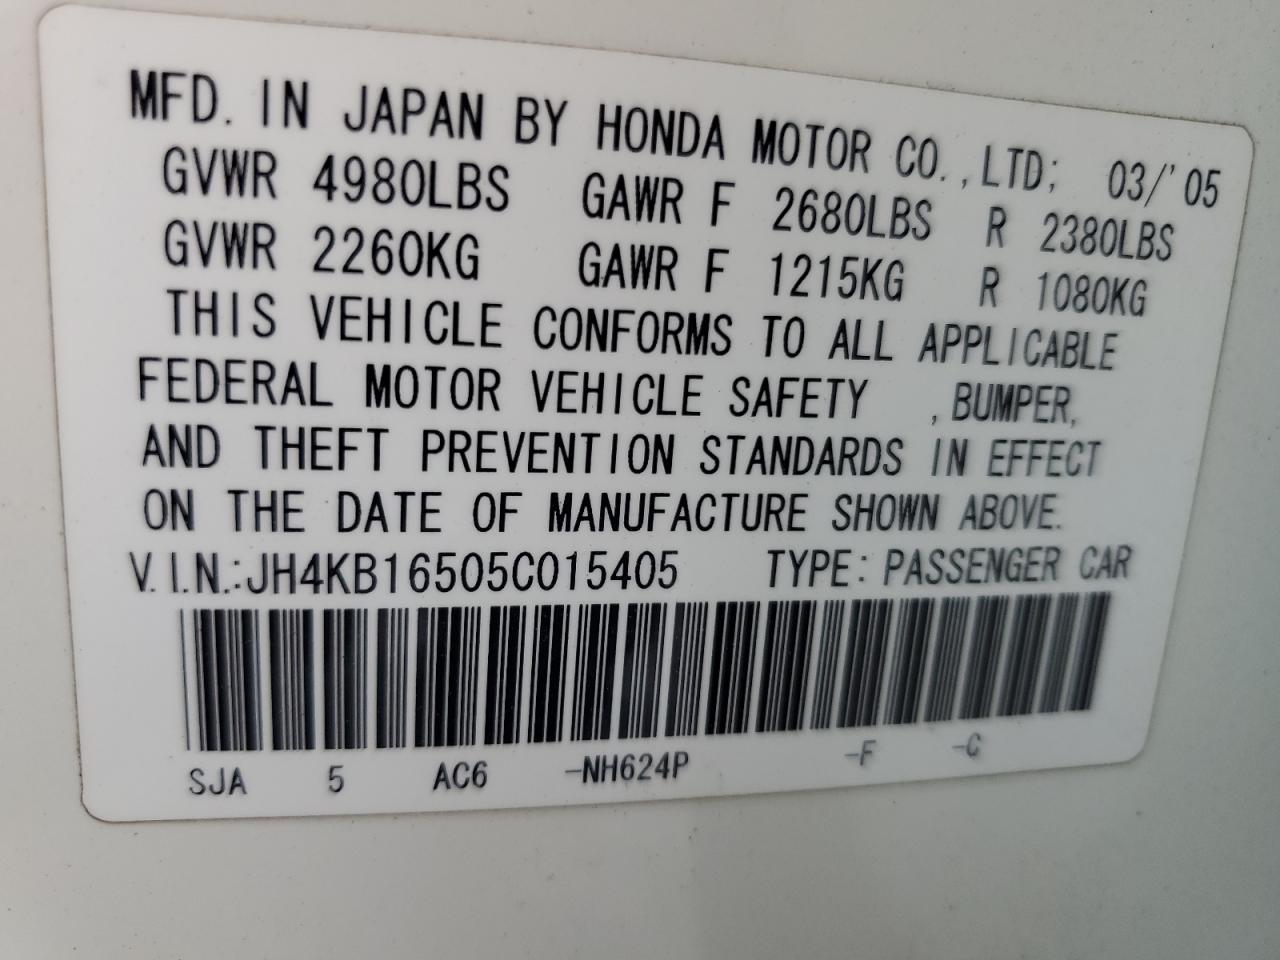 MFD. IN JAPAN BY HONDA MOTOR CO.,LTD; 03/'05
GVWR 4980LBS GAWR F 2680LBS R 2380LBS
GVWR 2260KG GAWR F 1215KG R 1080KG
THIS VEHICLE CONFORMS TO ALL APPLICABLE
FEDERAL MOTOR VEHICLE SAFETY , BUMPER,
AND THEFT PREVENTION STANDARDS IN EFFECT
ON THE DATE OF MANUFACTURE SHOWN ABOVE.
V.I.N.:JH4KB16505C015405 TYPE: PASSENGER CAR
SJA 5 AC6 -NH624P -F -C